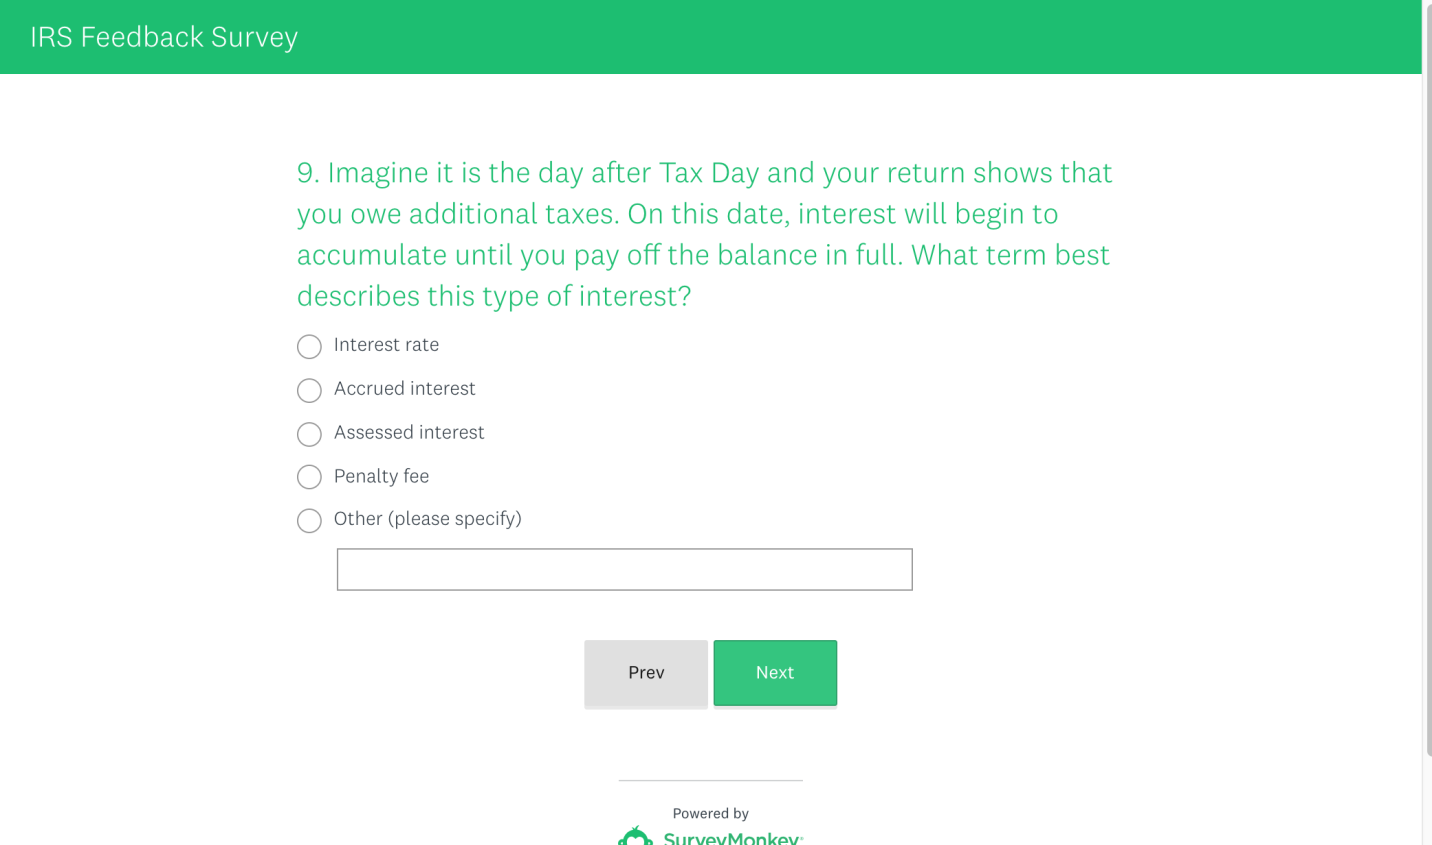 IRS Feedback Survey
9. Imagine it is the day after Tax Day and your return shows that
you owe additional taxes. On this date, interest will begin to
accumulate until you pay off the balance in full. What term best
describes this type of interest?
Interest rate
Accrued interest
Assessed interest
Penalty fee
Other (please specify)
Prev Next
Powered by
SurveyMonkey®